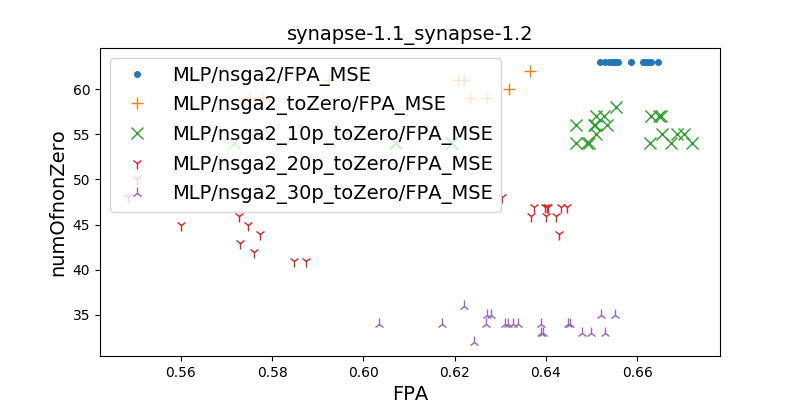 synapse-1.1_synapse-1.2
MLP/nsga2/FPA_MSE
MLP/nsga2_toZero/FPA_MSE
MLP/nsga2_10p_toZero/FPA_MSE
MLP/nsga2_20p_toZero/FPA_MSE
MLP/nsga2_30p_toZero/FPA_MSE
numOfnonZero
60
55
50
45
40
35
0.56 0.58 0.60 0.62 0.64 0.66
FPA